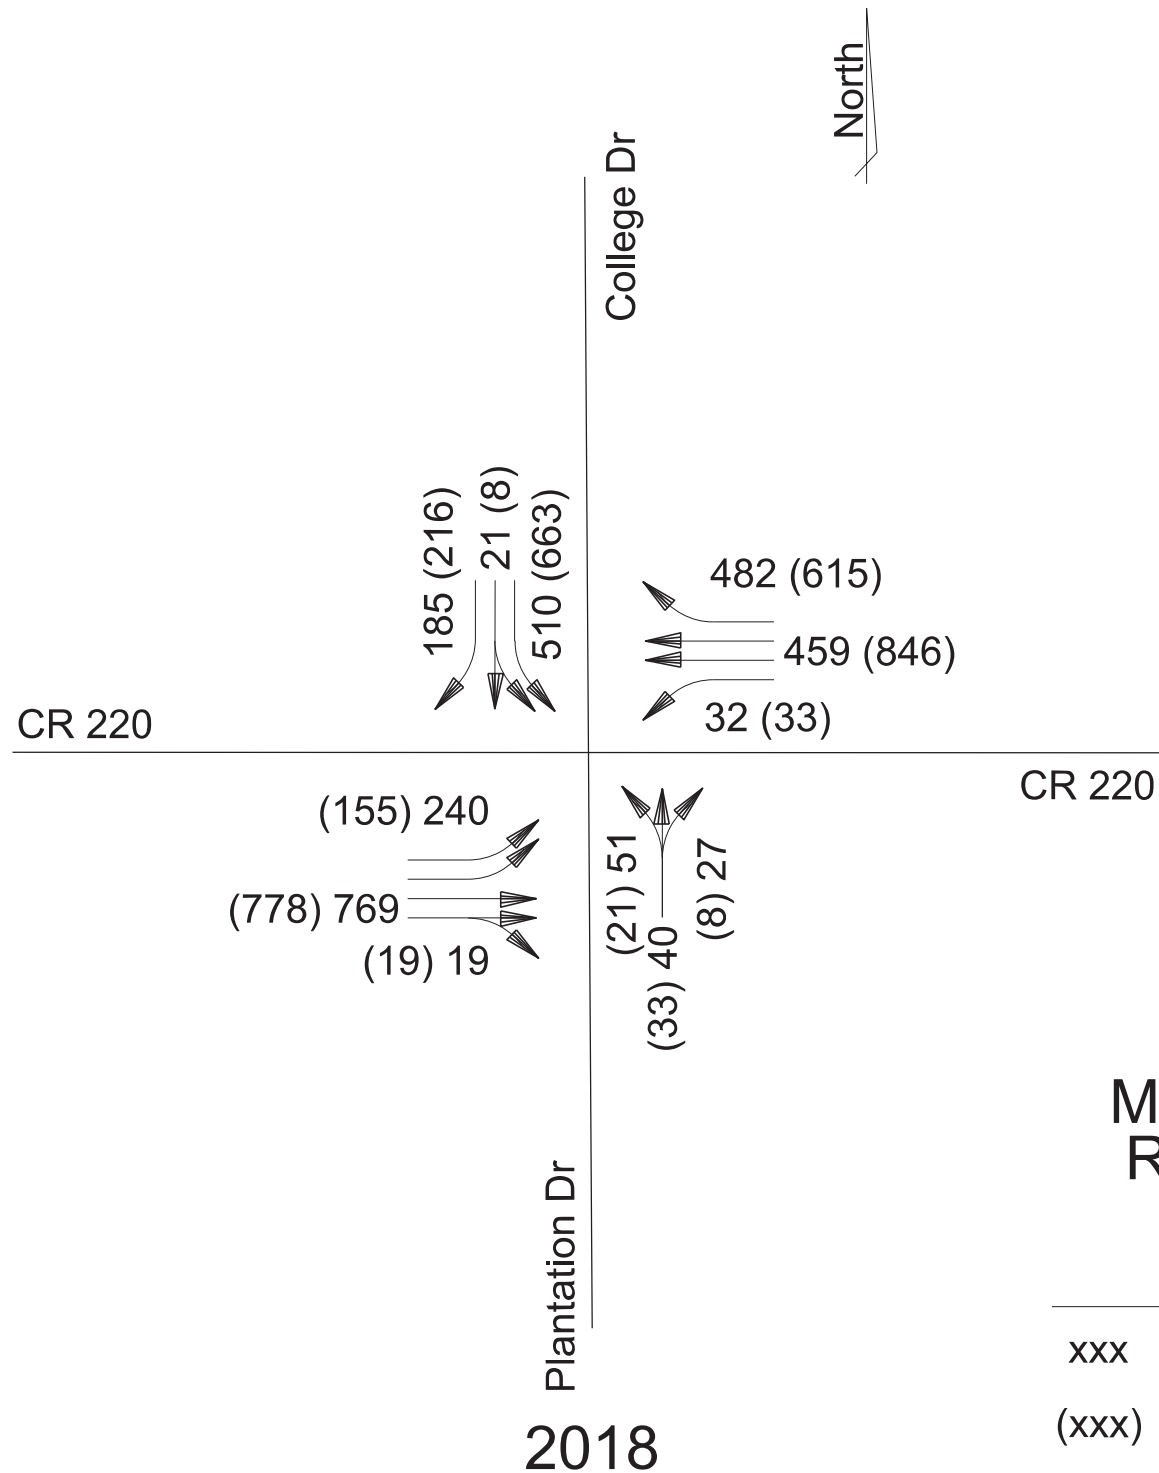 North
College Dr
185 (216)
21 (8)
510 (663)
482 (615)
459 (846)
32 (33)
CR 220
CR 220
(155) 240
(778) 769
(19) 19
(21) 51
(33) 40
(8) 27
M
R
Plantation Dr
xxx
(xxx)
2018